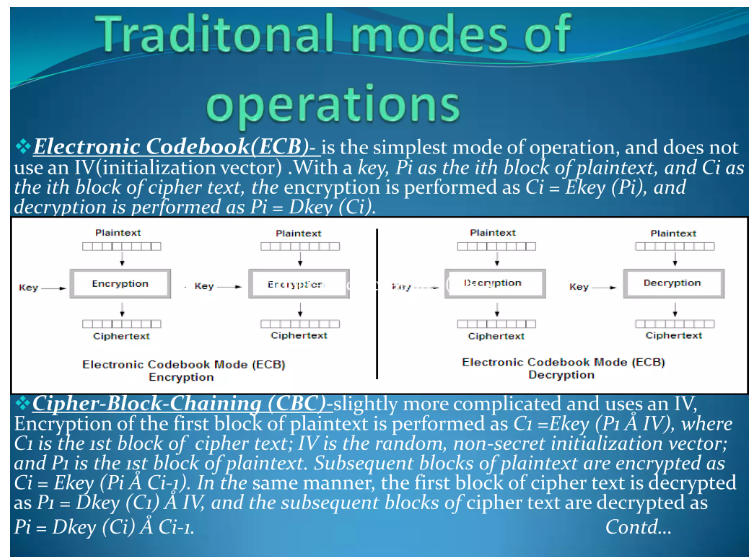 Traditonal modes of
operations
❖Electronic Codebook(ECB)- is the simplest mode of operation, and does not
use an IV(initialization vector) .With a key, Pi as the ith block of plaintext, and Ci as
the ith block of cipher text, the encryption is performed as Ci = Ekey (Pi), and
decryption is performed as Pi = Dkey (Ci).
Plaintext Plaintext Plaintext Plaintext
Key Encryption Key Encryption Key Decryption Key Decryption
Ciphertext Ciphertext Plaintext Ciphertext Ciphertext
Electronic Codebook Mode (ECB) Electronic Codebook Mode (ECB)
Encryption Decryption
❖Cipher-Block-Chaining (CBC)-slightly more complicated and uses an IV,
Encryption of the first block of plaintext is performed as C1 =Ekey (P1 Å IV), where
C1 is the 1st block of cipher text; IV is the random, non-secret initialization vector;
and P1 is the 1st block of plaintext. Subsequent blocks of plaintext are encrypted as
Ci = Ekey (Pi Å Ci-1). In the same manner, the first block of cipher text is decrypted
as P1 = Dkey (C1) Å IV, and the subsequent blocks of cipher text are decrypted as
Pi = Dkey (Ci) Å Ci-1. Contd...